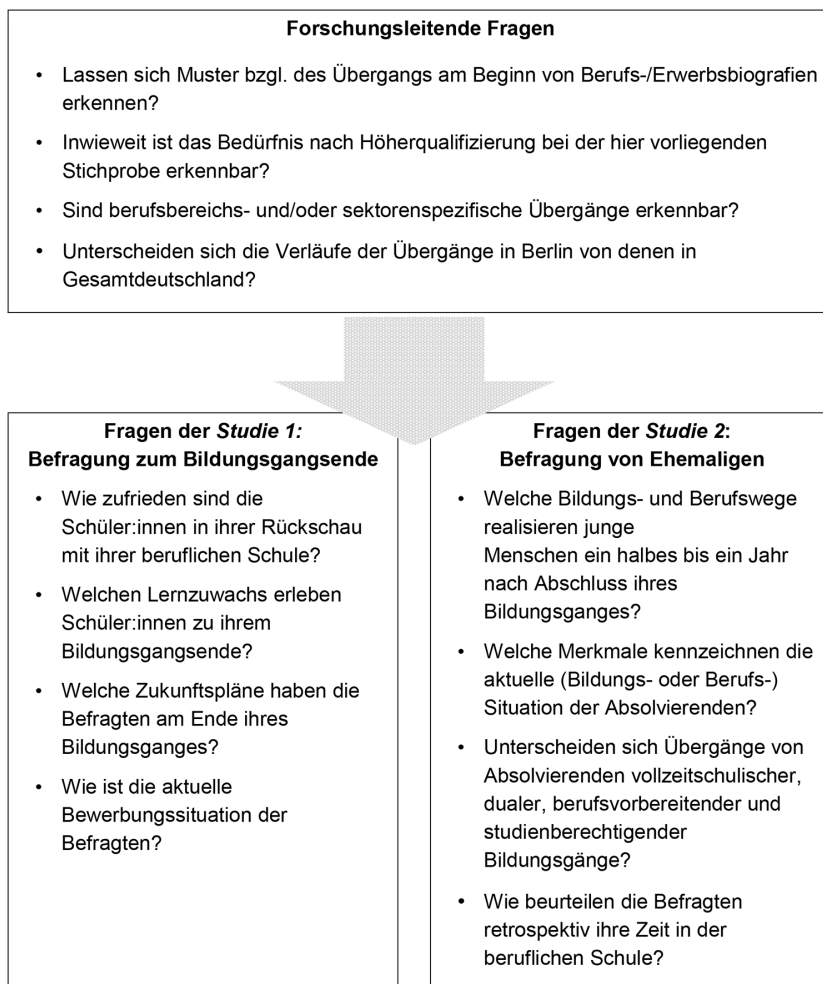 Forschungsleitende Fragen
• Lassen sich Muster bzgl. des Übergangs am Beginn von Berufs-/Erwerbsbiografien
erkennen?
• Inwieweit ist das Bedürfnis nach Höherqualifizierung bei der hier vorliegenden
Stichprobe erkennbar?
• Sind berufsbereichs- und/oder sektorenspezifische Übergänge erkennbar?
• Unterscheiden sich die Verläufe der Übergänge in Berlin von denen in
Gesamtdeutschland?
Fragen der Studie 1:
Befragung zum Bildungsgangsende
• Wie zufrieden sind die
Schüler:innen in ihrer Rückschau
mit ihrer beruflichen Schule?
• Welchen Lernzuwachs erleben
Schüler:innen zu ihrem
Bildungsgangsende?
• Welche Zukunftspläne haben die
Befragten am Ende ihres
Bildungsganges?
• Wie ist die aktuelle
Bewerbungssituation der
Befragten?
Fragen der Studie 2:
Befragung von Ehemaligen
• Welche Bildungs- und Berufswege
realisieren junge
Menschen ein halbes bis ein Jahr
nach Abschluss ihres
Bildungsganges?
• Welche Merkmale kennzeichnen die
aktuelle (Bildungs- oder Berufs-)
Situation der Absolvierenden?
• Unterscheiden sich Übergänge von
Absolvierenden vollzeitschulischer,
dualer, berufsvorbereitender und
studienberechtigender
Bildungsgänge?
• Wie beurteilen die Befragten
retrospektiv ihre Zeit in der
beruflichen Schule?